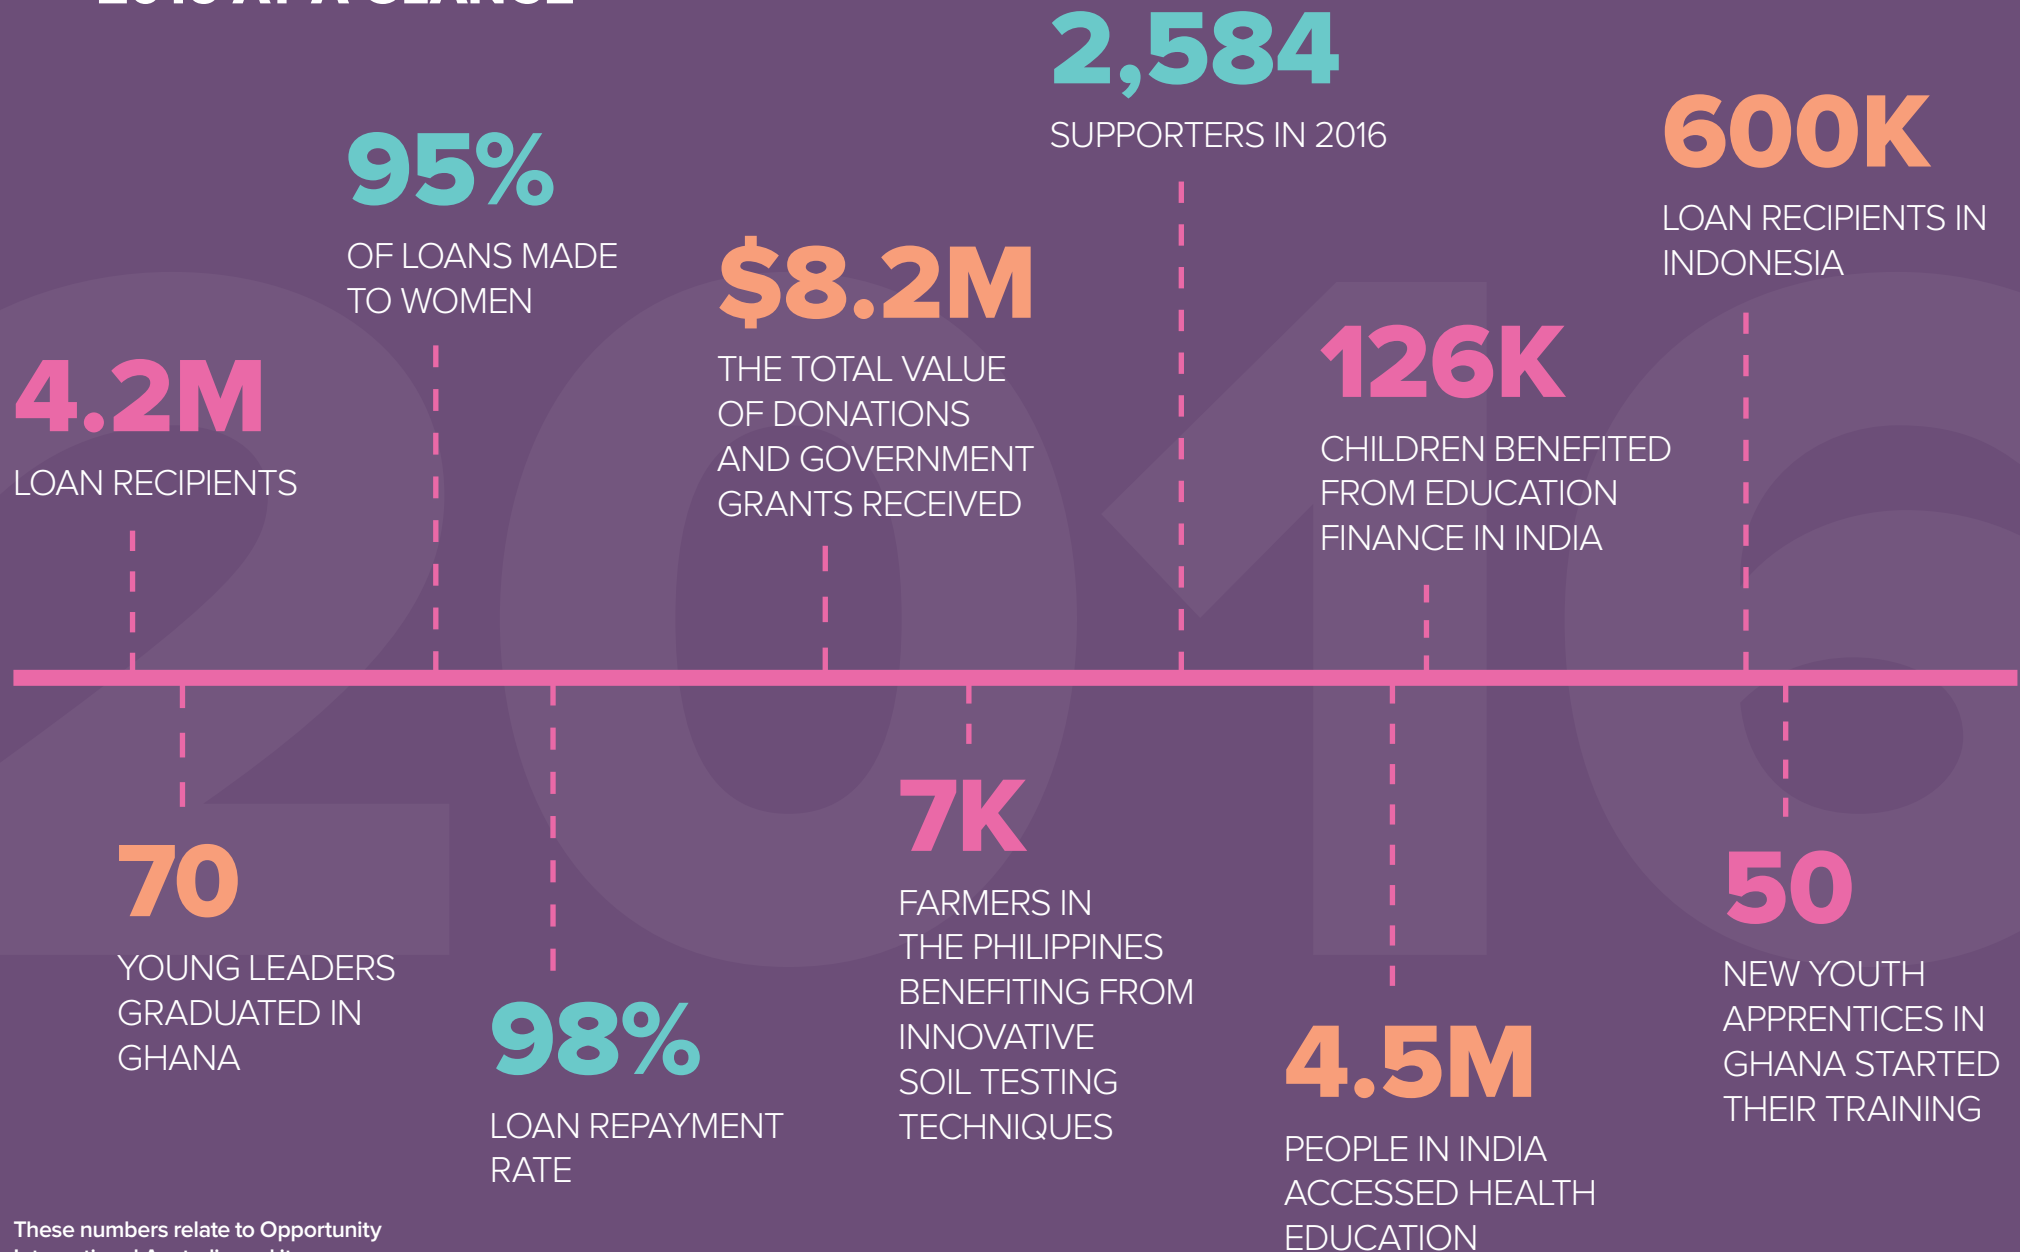 2016 AT A GLANCE
2,584
SUPPORTERS IN 2016
600K
LOAN RECIPIENTS IN
INDONESIA
95%
OF LOANS MADE
TO WOMEN
$8.2M
THE TOTAL VALUE
OF DONATIONS
AND GOVERNMENT
GRANTS RECEIVED
126K
CHILDREN BENEFITED
FROM EDUCATION
FINANCE IN INDIA
4.2M
LOAN RECIPIENTS
2016
70
YOUNG LEADERS
GRADUATED IN
GHANA
98%
LOAN REPAYMENT
RATE
7K
FARMERS IN
THE PHILIPPINES
BENEFITING FROM
INNOVATIVE
SOIL TESTING
TECHNIQUES
4.5M
PEOPLE IN INDIA
ACCESSED HEALTH
EDUCATION
50
NEW YOUTH
APPRENTICES IN
GHANA STARTED
THEIR TRAINING
These numbers relate to Opportunity